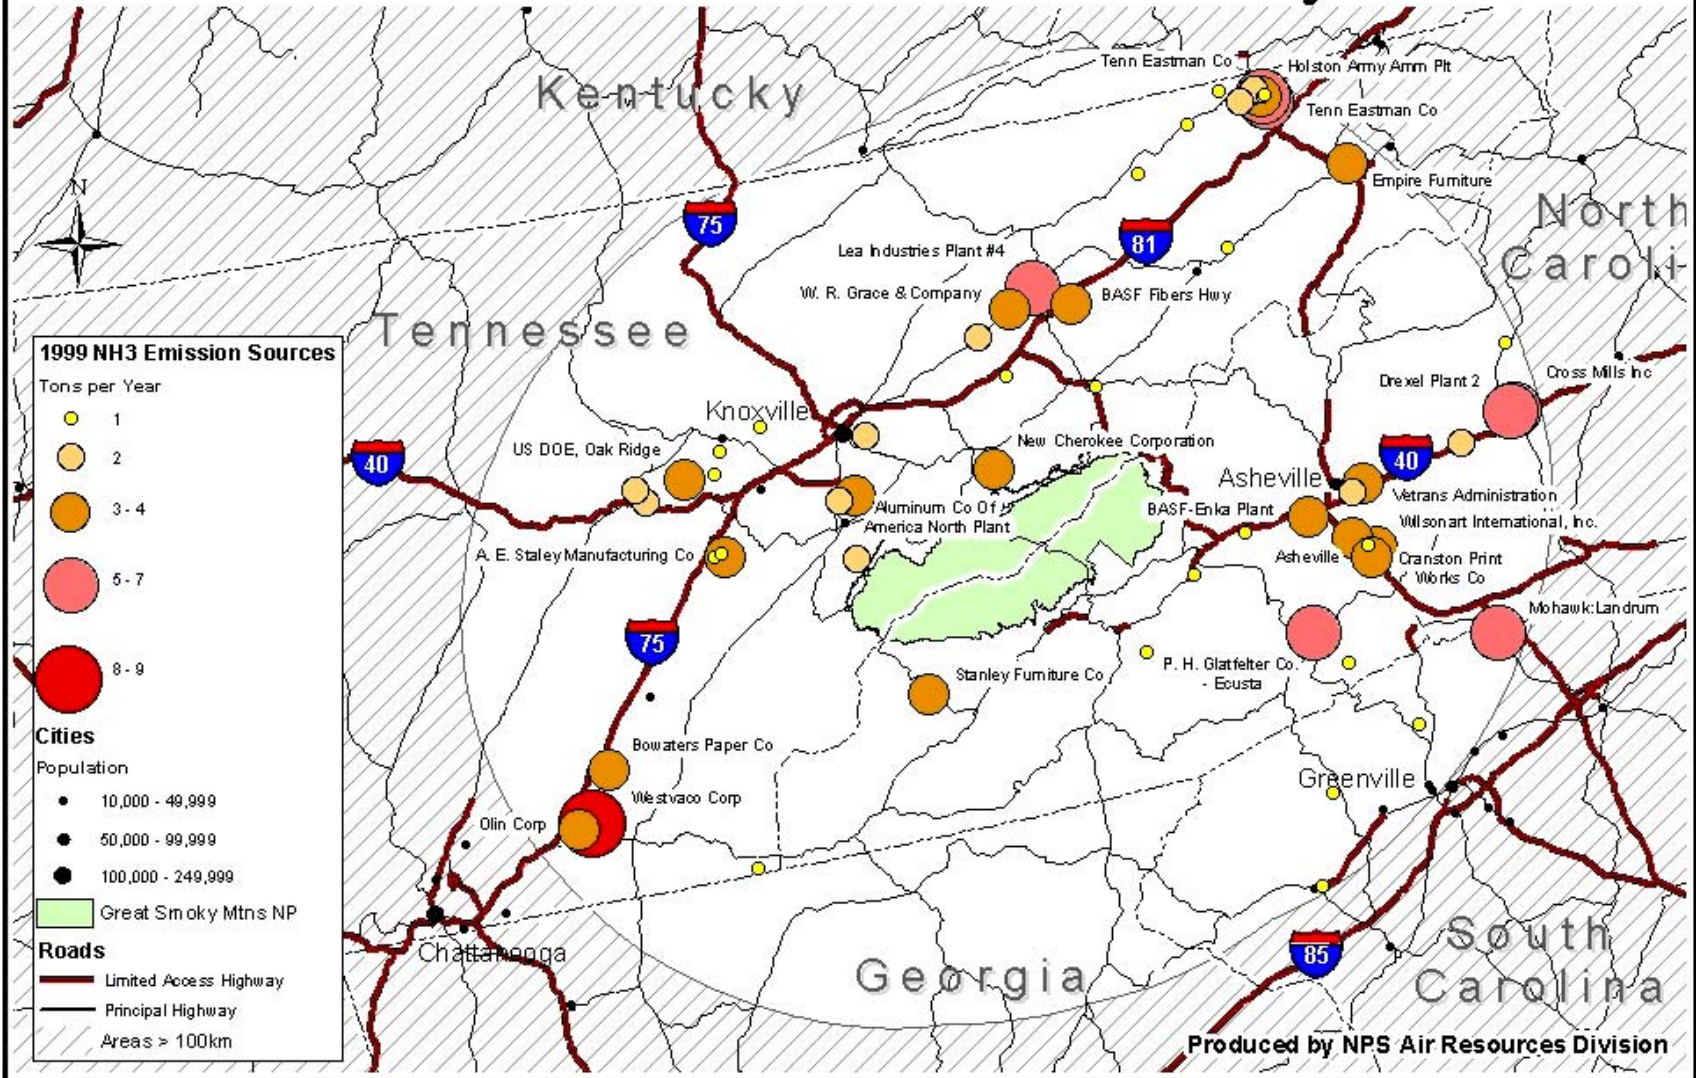 Kentucky
Tenn Eastman Co
Holston Army Amm Plt
Tenn Eastman Co
Empire Furniture
N
75
81
North
Caroli
Lea Industries Plant #4
W. R. Grace & Company
BASF Fibers Hwy
Tennessee
Drexel Plant 2
Cross Mills Inc
Knoxville
US DOE, Oak Ridge
New Cherokee Corporation
40
40
Asheville
Vetrans Administration
Aluminum Co Of
America North Plant
BASF-Enka Plant
Wilsonart International, Inc.
A. E. Staley Manufacturing Co
Asheville
Cranston Print
Works Co
Mohawk:Landrum
75
P. H. Glatfelter Co.
- Ecusta
Stanley Furniture Co
Bowaters Paper Co
Westvaco Corp
Olin Corp
Greenville
Chattanooga
Georgia
South
Carolina
85
Produced by NPS Air Resources Division
1999 NH3 Emission Sources
Tons per Year
1
2
3 - 4
5 - 7
8 - 9
Cities
Population
10,000 - 49,999
50,000 - 99,999
100,000 - 249,999
Great Smoky Mtns NP
Roads
Limited Access Highway
Principal Highway
Areas > 100km